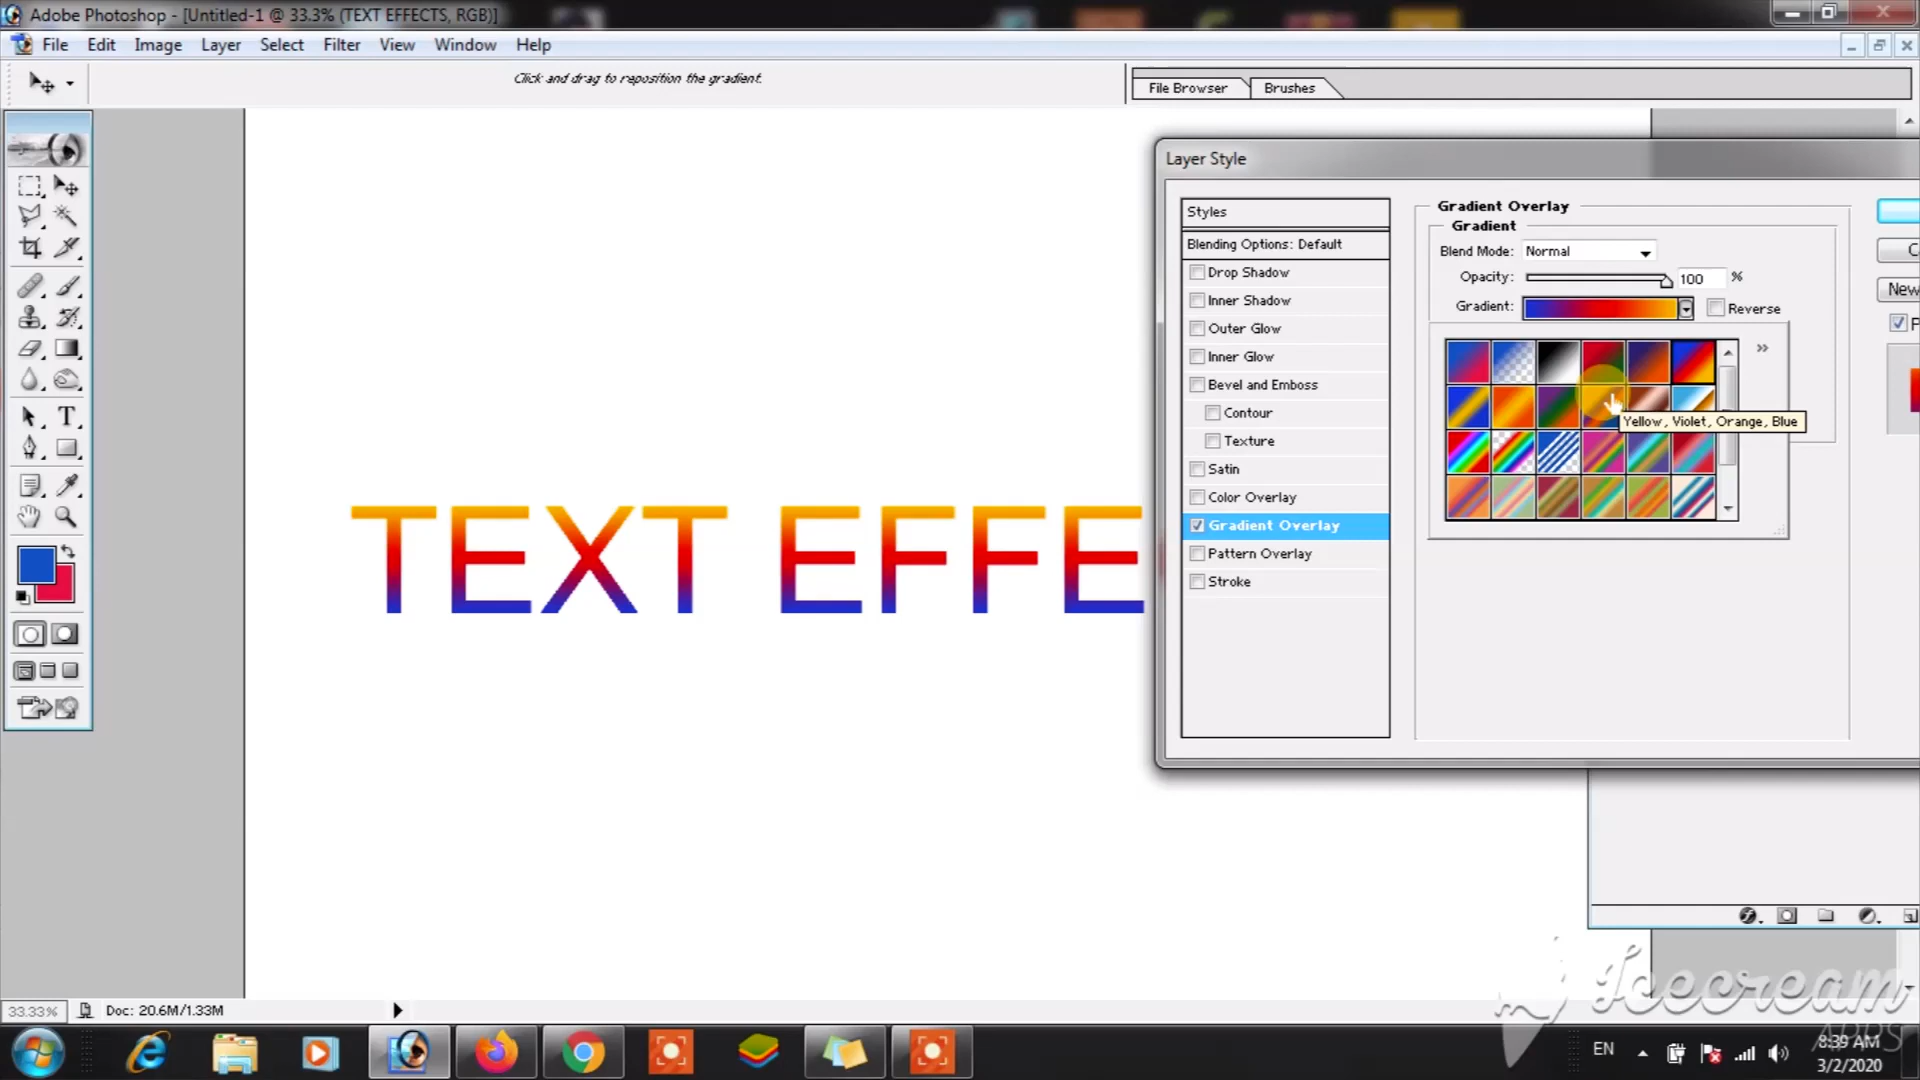 Adobe Photoshop - [Untitled-1 @ 33.3% (TEXT EFFECTS, RGB)]
File Edit Image Layer Select Filter View Window Help
Click and drag to reposition the gradient.
File Browser Brushes
Layer Style
Styles
Blending Options: Default
Drop Shadow
Inner Shadow
Outer Glow
Inner Glow
Bevel and Emboss
Contour
Texture
Satin
Color Overlay
Gradient Overlay
Pattern Overlay
Stroke
Gradient Overlay
Gradient
Blend Mode: Normal
Opacity: 100 %
Gradient: Reverse
Yellow, Violet, Orange, Blue
New
TEXT EFFE
T
33.33% Doc: 20.6M/1.33M
Icecream
APPS
EN
8:39 AM
3/2/2020